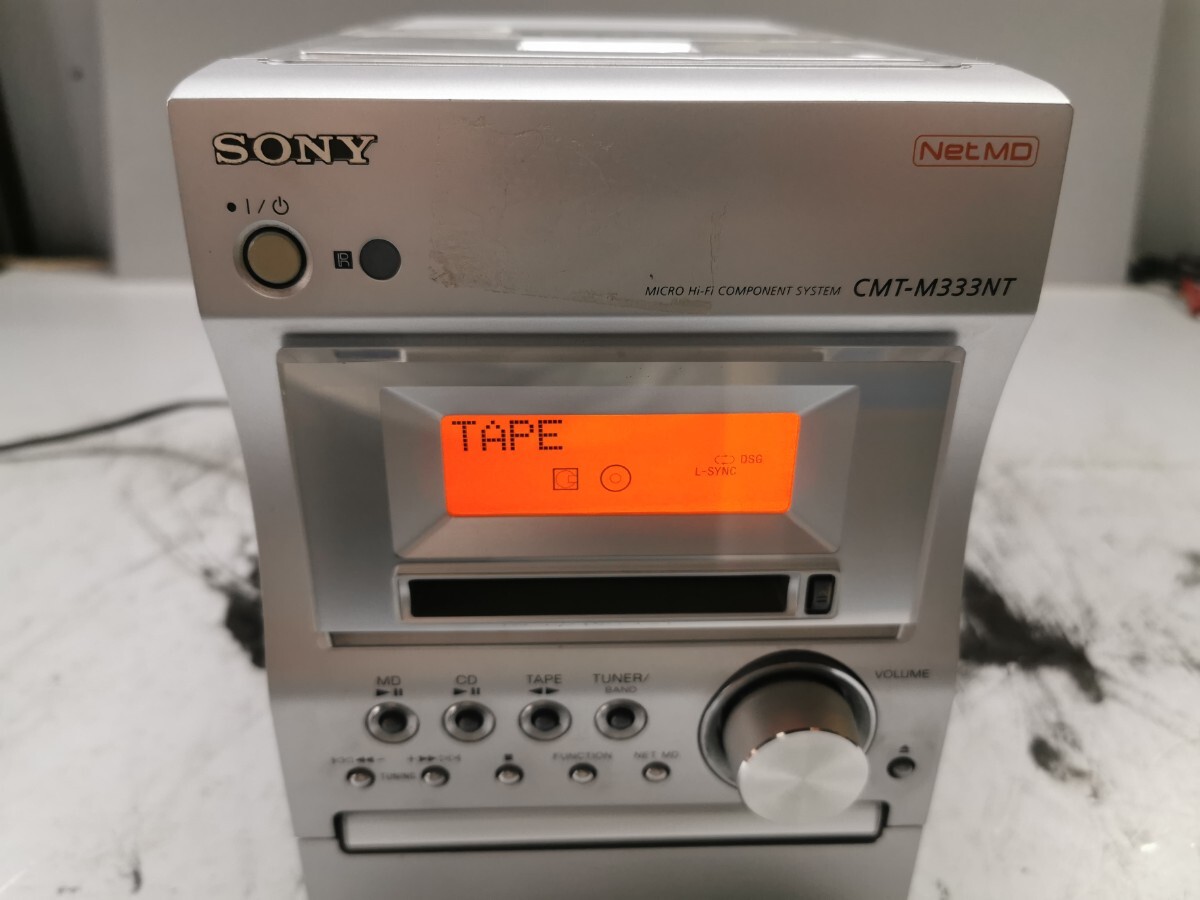 SONY
NetMD
I/⏻
MICRO Hi-Fi COMPONENT SYSTEM CMT-M333NT
TAPE
DSG
L-SYNC
MD CD TAPE TUNER/
BAND
VOLUME
FUNCTION NET MD
TUNING